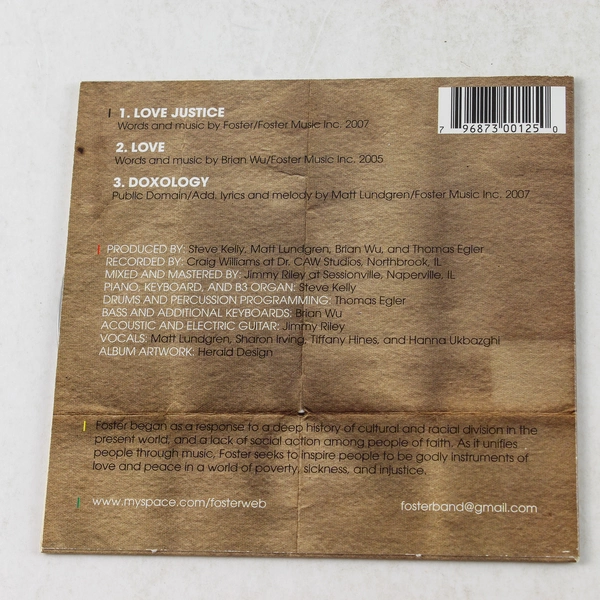 1. LOVE JUSTICE
Words and music by Foster/Foster Music Inc. 2007
2. LOVE
Words and music by Brian Wu/Foster Music Inc. 2005
3. DOXOLOGY
Public Domain/Add. lyrics and melody by Matt Lundgren/Foster Music Inc. 2007
7 96873 00125 0
PRODUCED BY: Steve Kelly, Matt Lundgren, Brian Wu, and Thomas Egler
RECORDED BY: Craig Williams at Dr. CAW Studios, Northbrook, IL
MIXED AND MASTERED BY: Jimmy Riley at Sessionville, Naperville, IL
PIANO, KEYBOARD, AND B3 ORGAN: Steve Kelly
DRUMS AND PERCUSSION PROGRAMMING: Thomas Egler
BASS AND ADDITIONAL KEYBOARDS: Brian Wu
ACOUSTIC AND ELECTRIC GUITAR: Jimmy Riley
VOCALS: Matt Lundgren, Sharon Irving, Tiffany Hines, and Hanna Ukbazghi
ALBUM ARTWORK: Herald Design
Foster began as a response to a deep history of cultural and racial division in the
present world, and a lack of social action among people of faith. As it unifies
people through music, Foster seeks to inspire people to be godly instruments of
love and peace in a world of poverty, sickness, and injustice.
www.myspace.com/fosterweb
fosterband@gmail.com